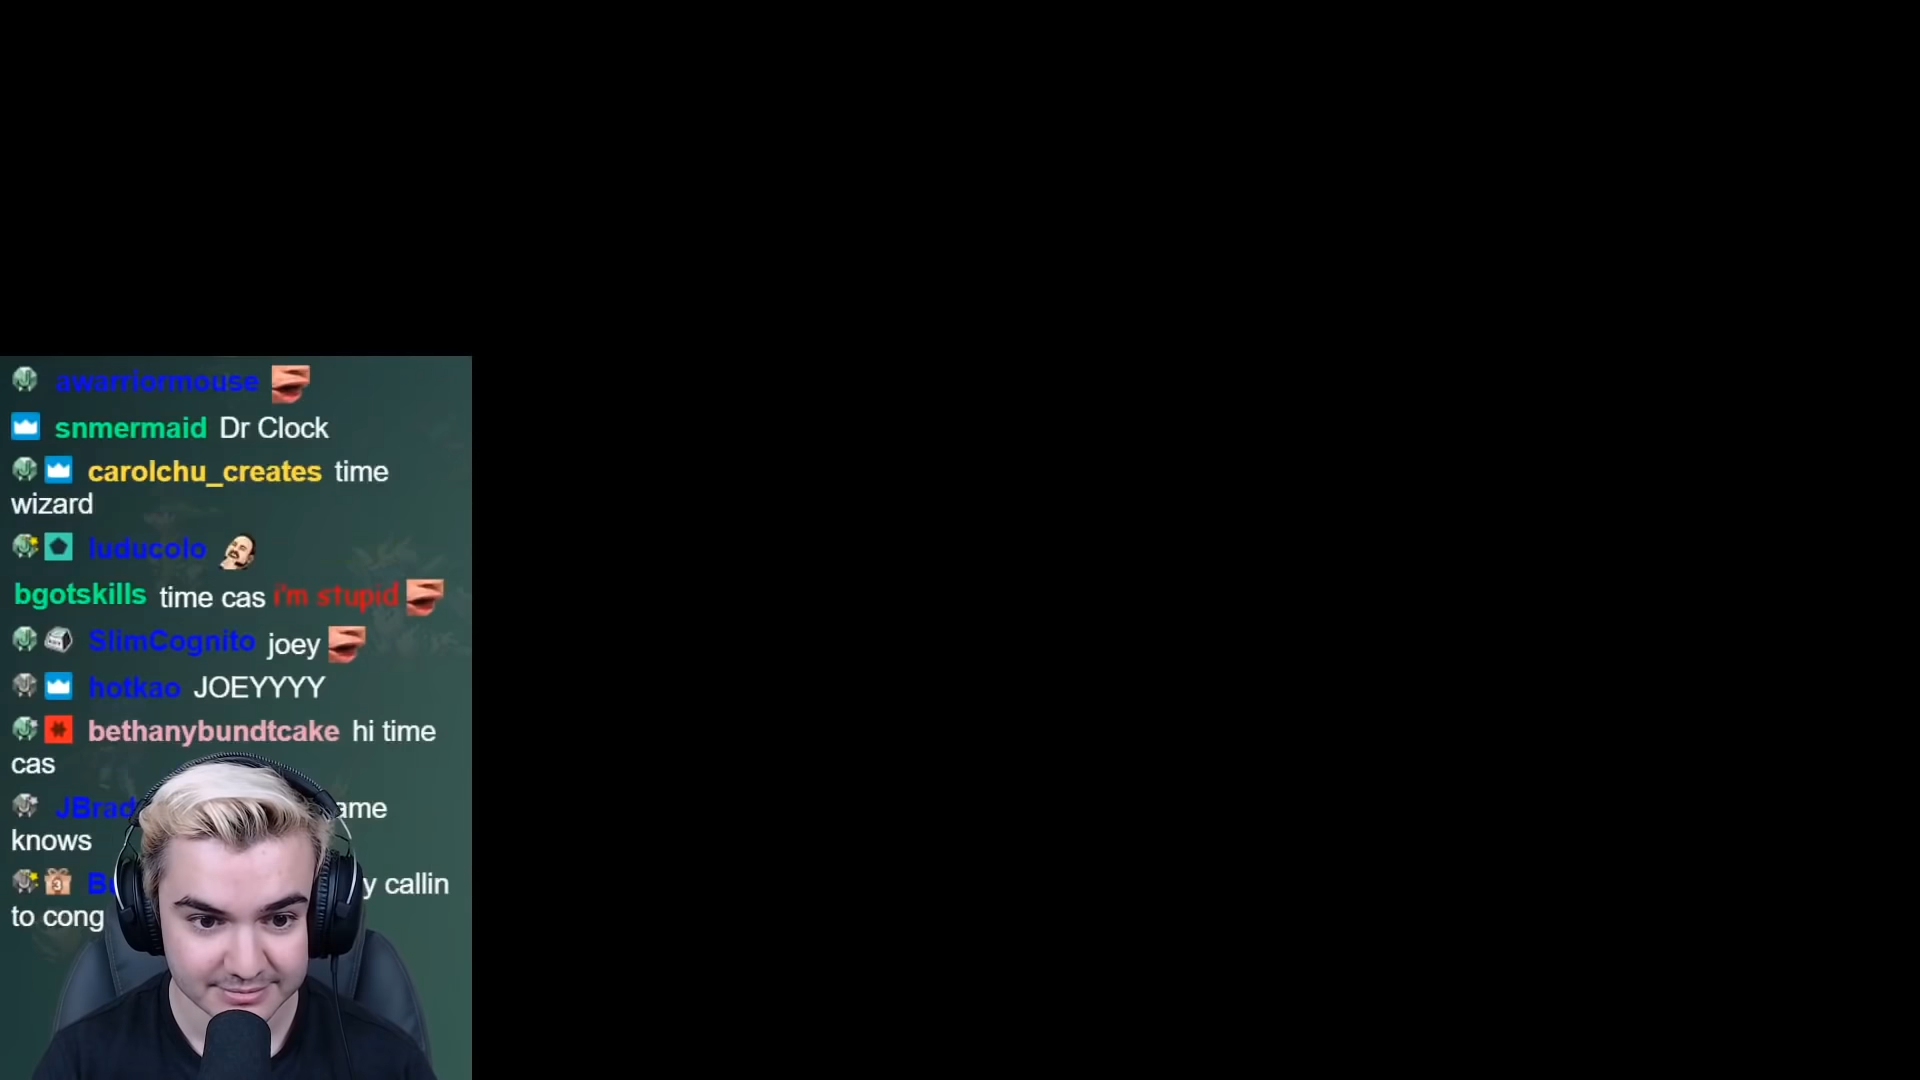 awarriormouse
snmermaid Dr Clock
carolchu_creates time
wizard
luducolo
bgotskills time cas i'm stupid
SlimCognito joey
hotkao JOEYYYY
bethanybundtcake hi time
cas
knows
callin
to cong